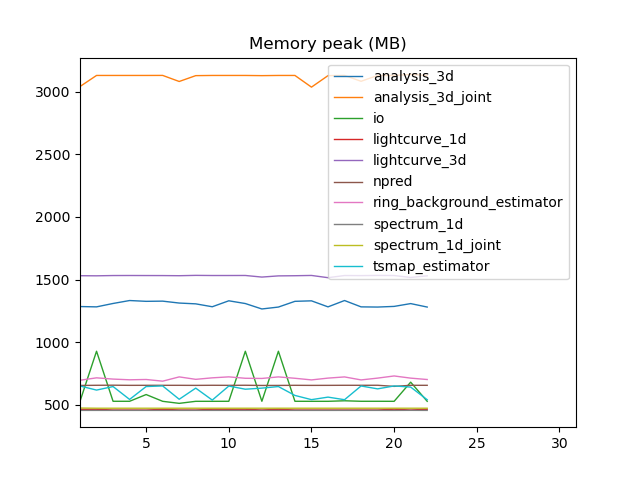 Memory peak (MB)
3000
2500
2000
1500
1000
500
5
10
15
20
25
30
analysis_3d
analysis_3d_joint
io
lightcurve_1d
lightcurve_3d
npred
ring_background_estimator
spectrum_1d
spectrum_1d_joint
tsmap_estimator